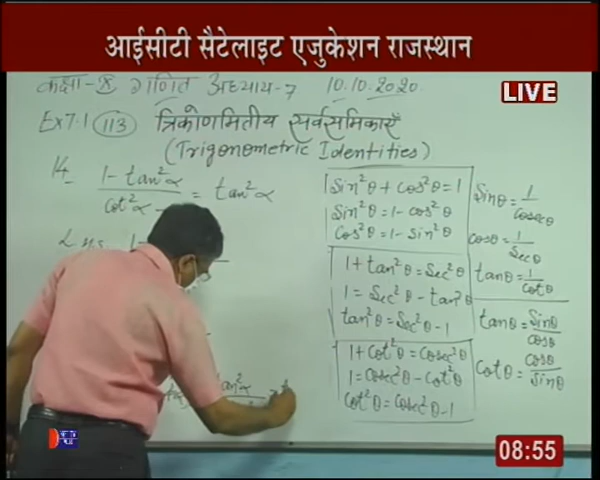 आईसीटी सैटेलाइट एजुकेशन राजस्थान
कक्षा-X गणित अध्याय-7 10.10.2020
LIVE
Ex7.1 (113) त्रिकोणमितीय सर्वसमिकाएँ
(Trigonometric Identities)
14- (1 - tan²α)/(cot²α - = tan²α
L.H.S. 1-
tan²α
sin²θ + cos²θ = 1
sin²θ = 1 - cos²θ
cos²θ = 1 - sin²θ
1 + tan²θ = sec²θ
1 = sec²θ - tan²θ
tan²θ = sec²θ - 1
1 + cot²θ = cosec²θ
1 = cosec²θ - cot²θ
cot²θ = cosec²θ - 1
sinθ = 1/cosecθ
cosθ = 1/secθ
tanθ = 1/cotθ
tanθ = sinθ/cosθ
cotθ = cosθ/sinθ
08:55